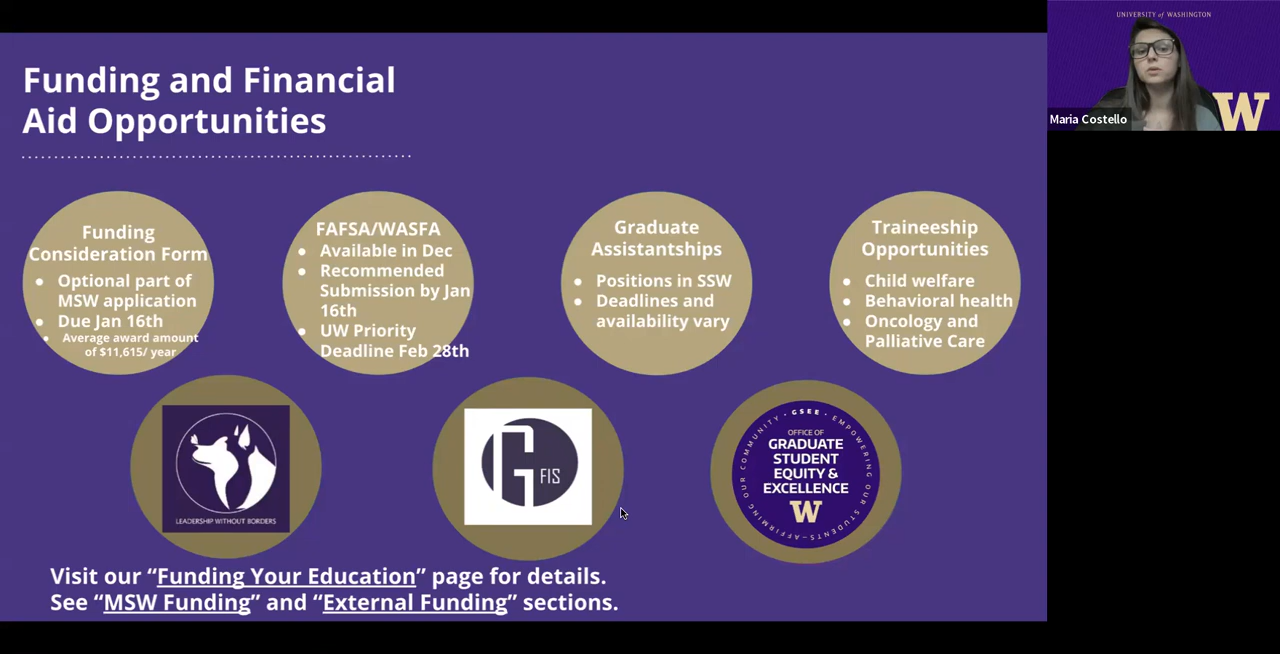 UNIVERSITY of WASHINGTON
W
Maria Costello
Funding and Financial
Aid Opportunities
Funding
Consideration Form
● Optional part of
MSW application
● Due Jan 16th
● Average award amount
of $11,615/ year
FAFSA/WASFA
● Available in Dec
● Recommended
Submission by Jan
16th
● UW Priority
Deadline Feb 28th
Graduate
Assistantships
● Positions in SSW
● Deadlines and
availability vary
Traineeship
Opportunities
● Child welfare
● Behavioral health
● Oncology and
Palliative Care
LEADERSHIP WITHOUT BORDERS
G
FIS
· GSEE · EMPOWERING OUR STUDENTS – AFFIRMING OUR COMMUNITY
OFFICE OF
GRADUATE
STUDENT
EQUITY &
EXCELLENCE
W
Visit our “Funding Your Education” page for details.
See “MSW Funding” and “External Funding” sections.